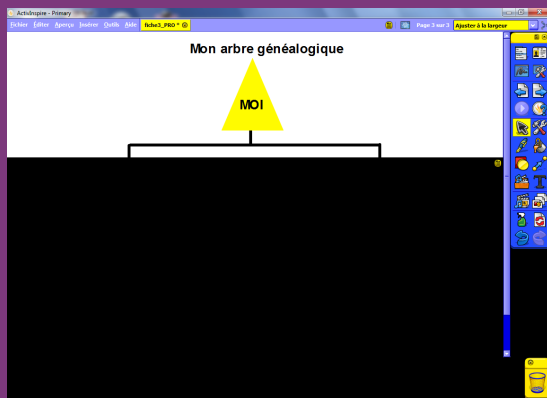 ActivInspire - Primary
Fichier Éditer Aperçu Insérer Outils Aide fiche3_PRO * Page 3 sur 3 Ajuster à la largeur
Mon arbre généalogique
MOI